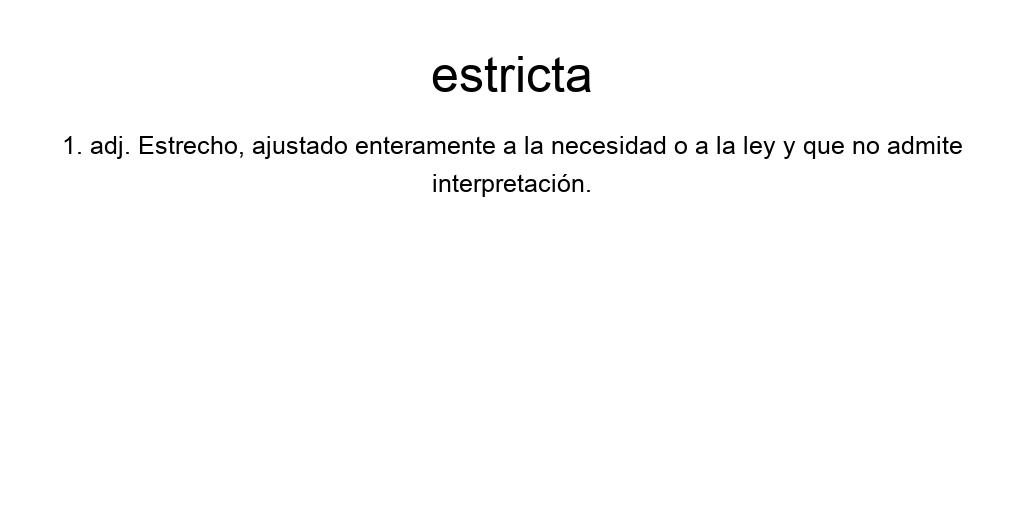 estricta
1. adj. Estrecho, ajustado enteramente a la necesidad o a la ley y que no admite
interpretación.